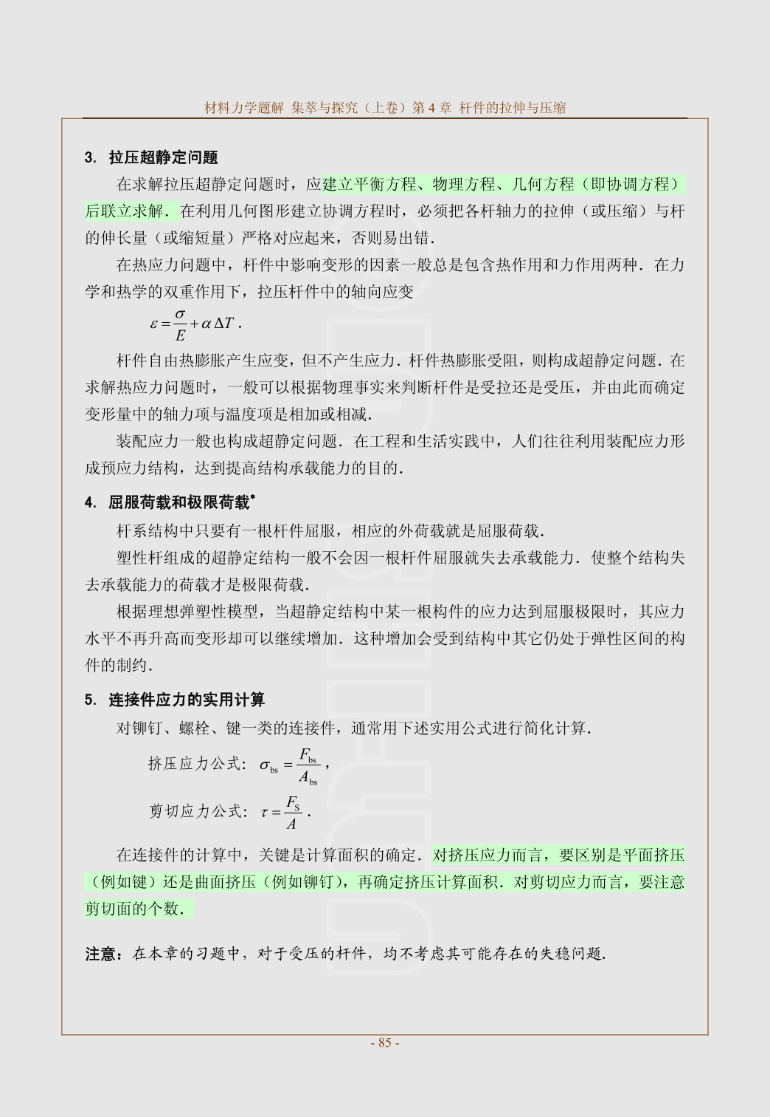 材料力学题解 集萃与探究（上卷）第 4 章 杆件的拉伸与压缩
3. 拉压超静定问题
在求解拉压超静定问题时，应建立平衡方程、物理方程、几何方程（即协调方程）
后联立求解．在利用几何图形建立协调方程时，必须把各杆轴力的拉伸（或压缩）与杆
的伸长量（或缩短量）严格对应起来，否则易出错．
在热应力问题中，杆件中影响变形的因素一般总是包含热作用和力作用两种．在力
学和热学的双重作用下，拉压杆件中的轴向应变
ε = σ/E + α ΔT ．
杆件自由热膨胀产生应变，但不产生应力．杆件热膨胀受阻，则构成超静定问题．在
求解热应力问题时，一般可以根据物理事实来判断杆件是受拉还是受压，并由此而确定
变形量中的轴力项与温度项是相加或相减．
装配应力一般也构成超静定问题．在工程和生活实践中，人们往往利用装配应力形
成预应力结构，达到提高结构承载能力的目的．
4. 屈服荷载和极限荷载*
杆系结构中只要有一根杆件屈服，相应的外荷载就是屈服荷载．
塑性杆组成的超静定结构一般不会因一根杆件屈服就失去承载能力．使整个结构失
去承载能力的荷载才是极限荷载．
根据理想弹塑性模型，当超静定结构中某一根构件的应力达到屈服极限时，其应力
水平不再升高而变形却可以继续增加．这种增加会受到结构中其它仍处于弹性区间的构
件的制约．
5. 连接件应力的实用计算
对铆钉、螺栓、键一类的连接件，通常用下述实用公式进行简化计算．
挤压应力公式： σbs = Fbs/Abs ，
剪切应力公式： τ = FS/A ．
在连接件的计算中，关键是计算面积的确定．对挤压应力而言，要区别是平面挤压
（例如键）还是曲面挤压（例如铆钉），再确定挤压计算面积．对剪切应力而言，要注意
剪切面的个数．
注意：在本章的习题中，对于受压的杆件，均不考虑其可能存在的失稳问题．
- 85 -